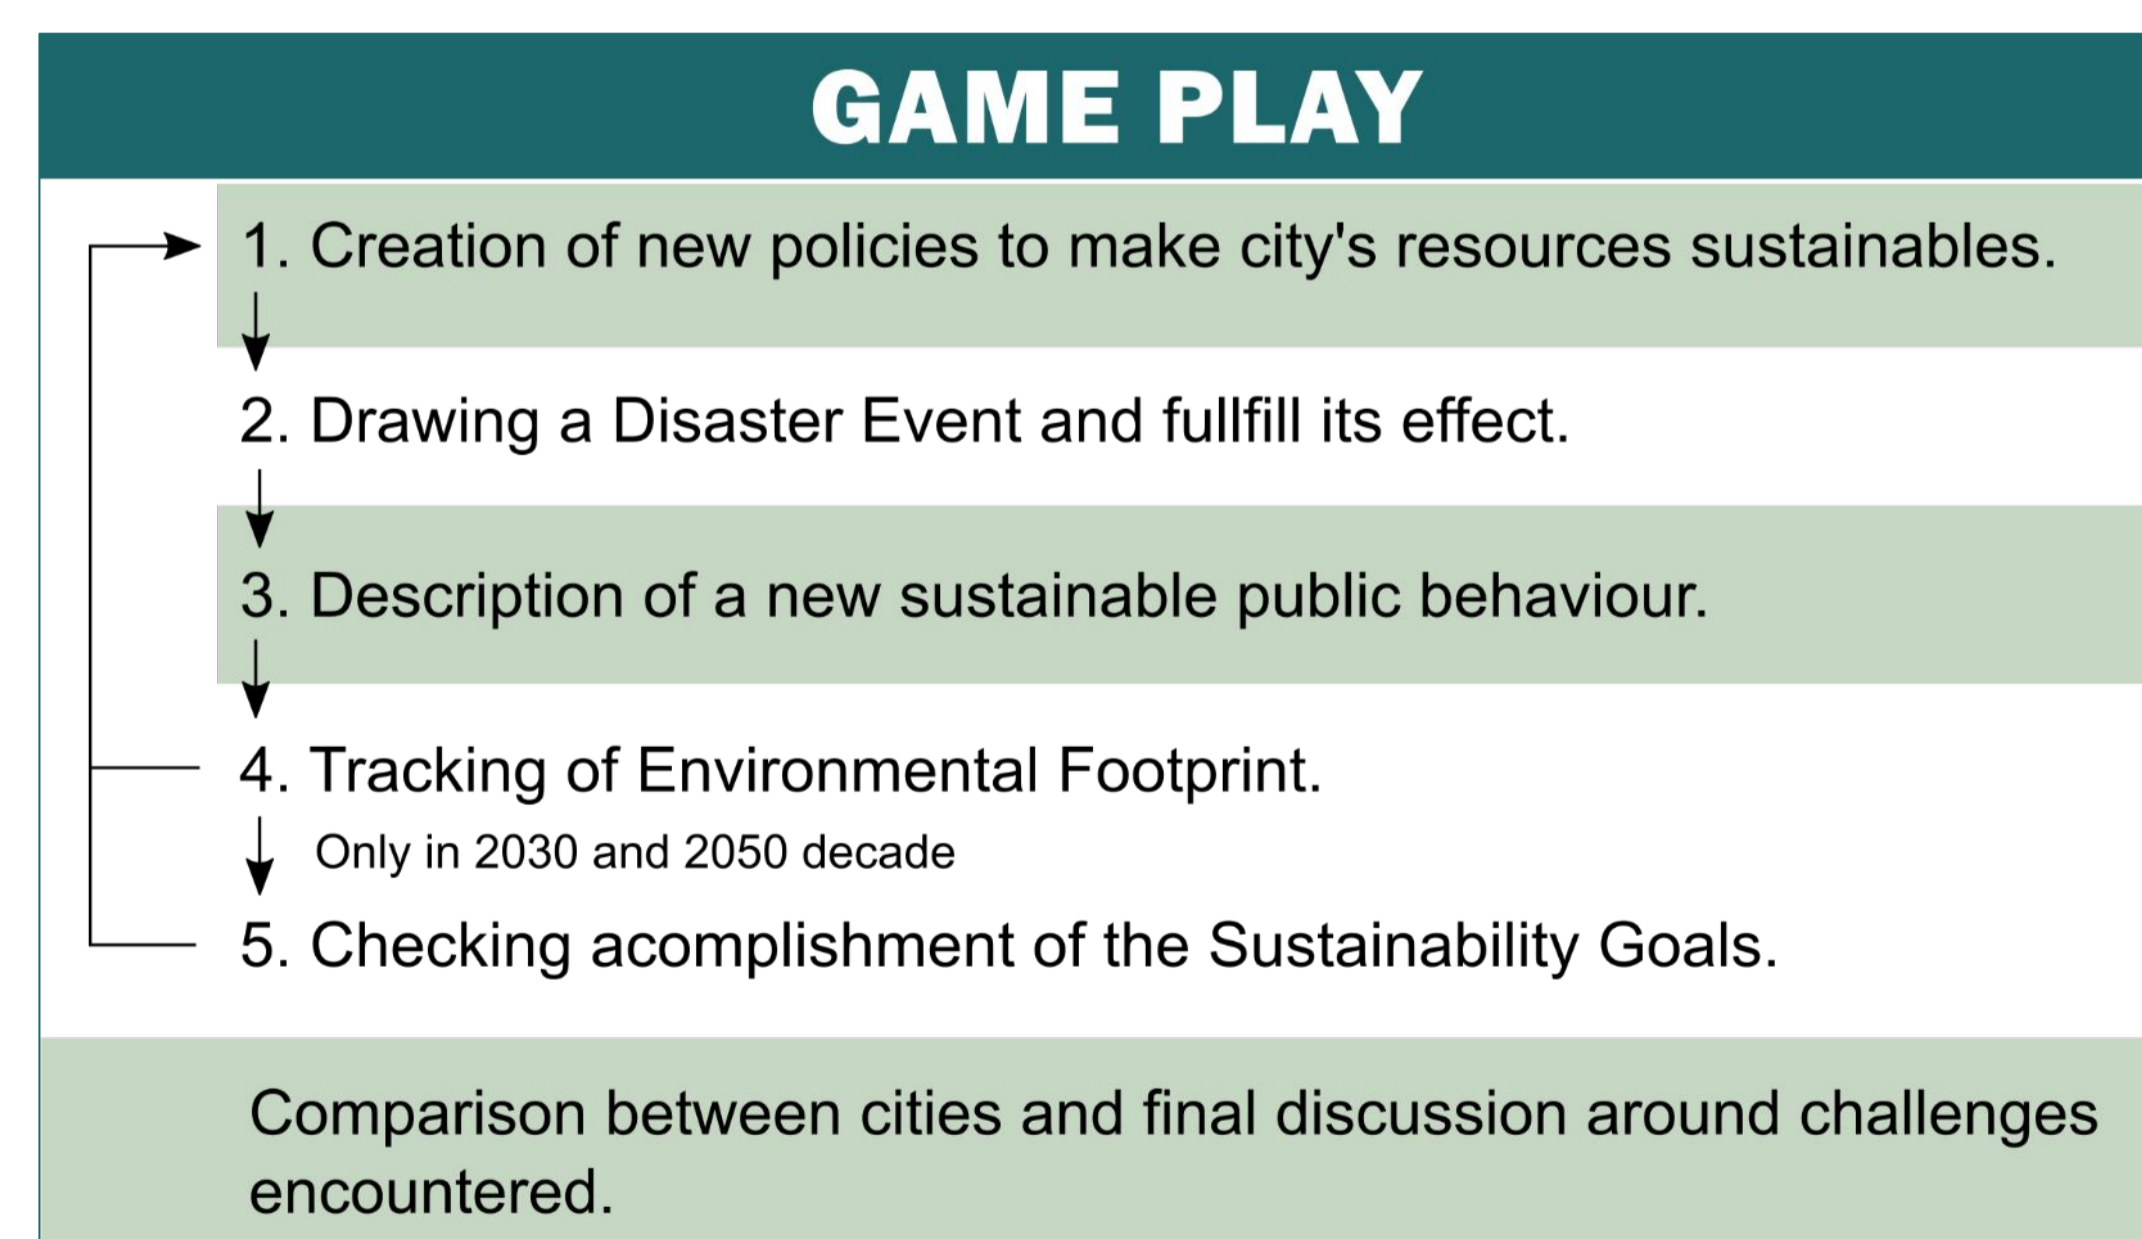 GAME PLAY
1. Creation of new policies to make city's resources sustainables.
2. Drawing a Disaster Event and fullfill its effect.
3. Description of a new sustainable public behaviour.
4. Tracking of Environmental Footprint.
Only in 2030 and 2050 decade
5. Checking acomplishment of the Sustainability Goals.
Comparison between cities and final discussion around challenges
encountered.